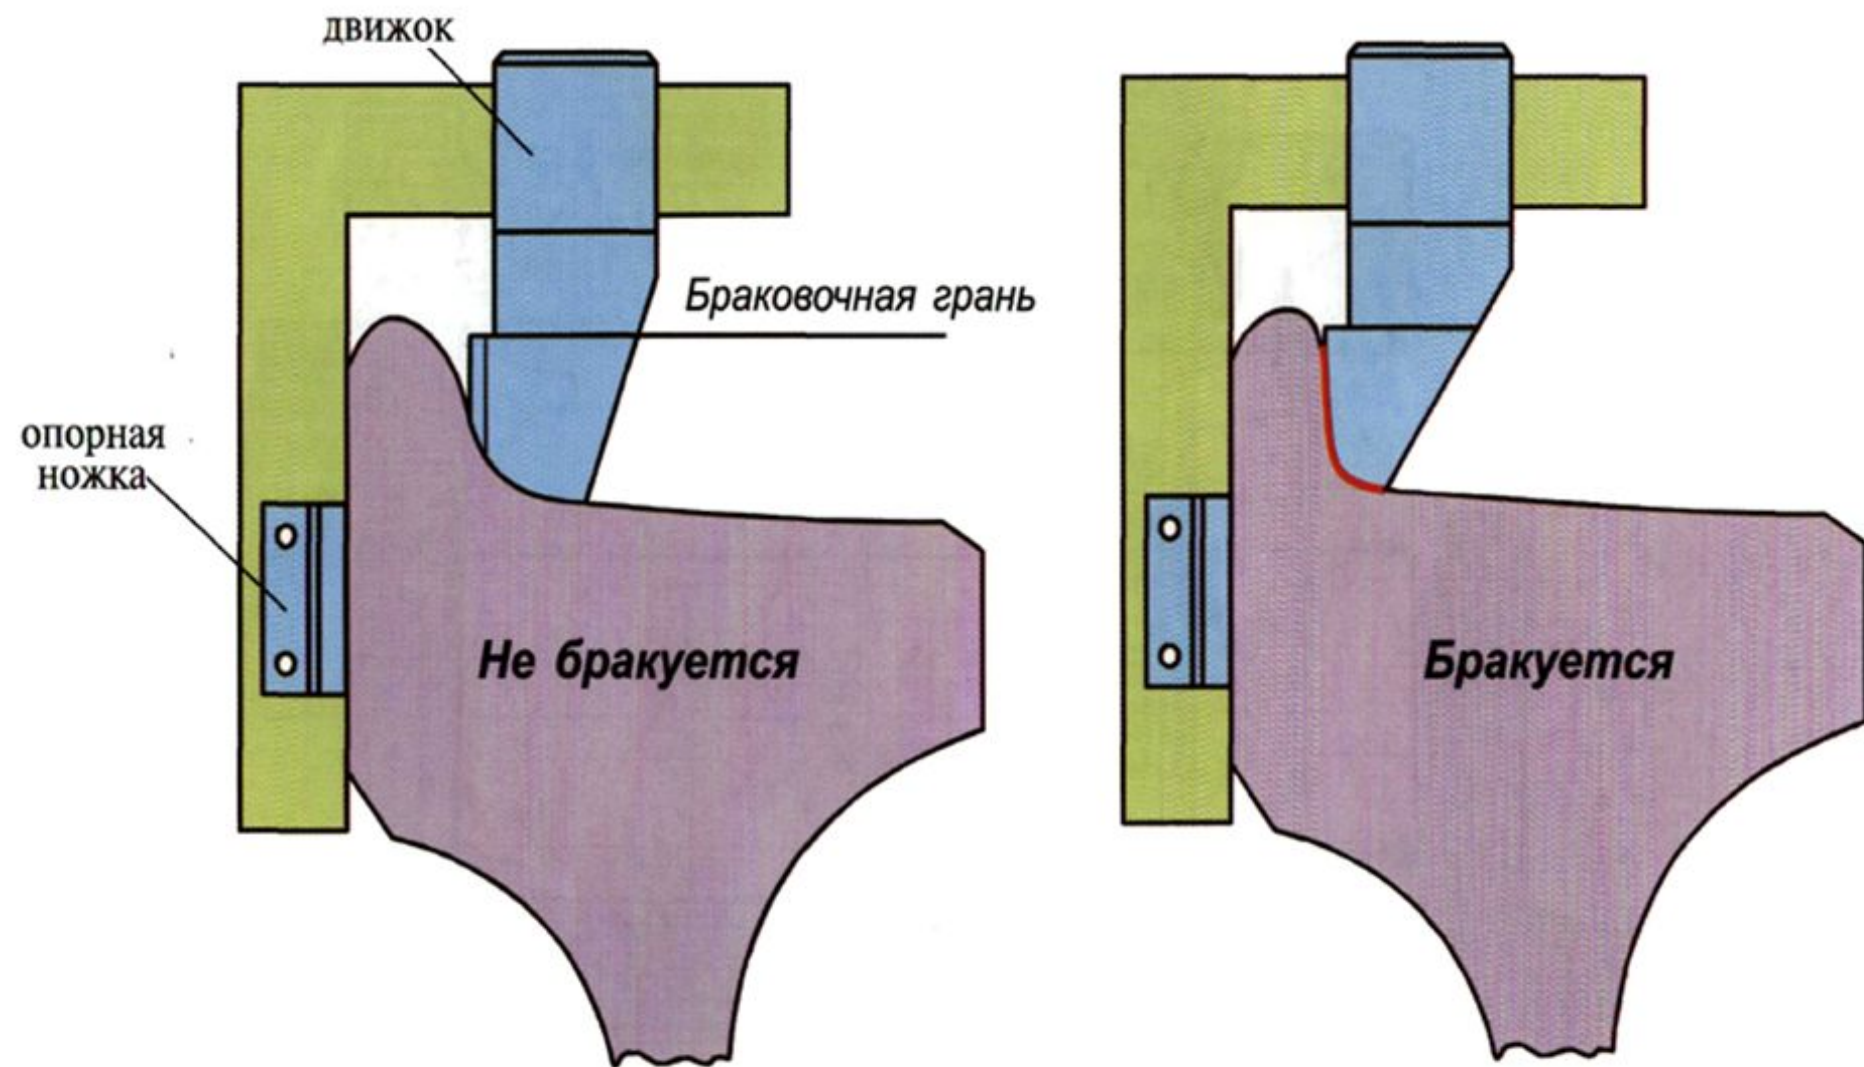 движок
Браковочная грань
опорная
ножка
Не бракуется
Бракуется